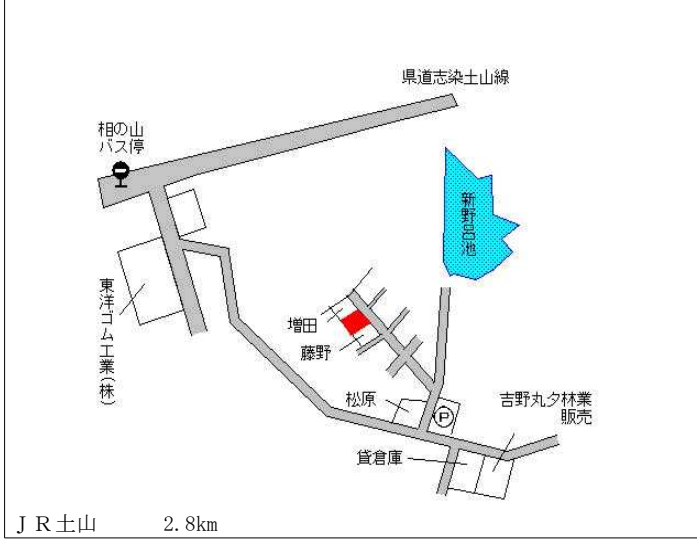 県道志染土山線
相の山
バス停
新野呂池
東洋ゴム工業(株)
増田
藤野
松原
P
吉野丸タ林業
販売
貸倉庫
ＪＲ土山 2.8km